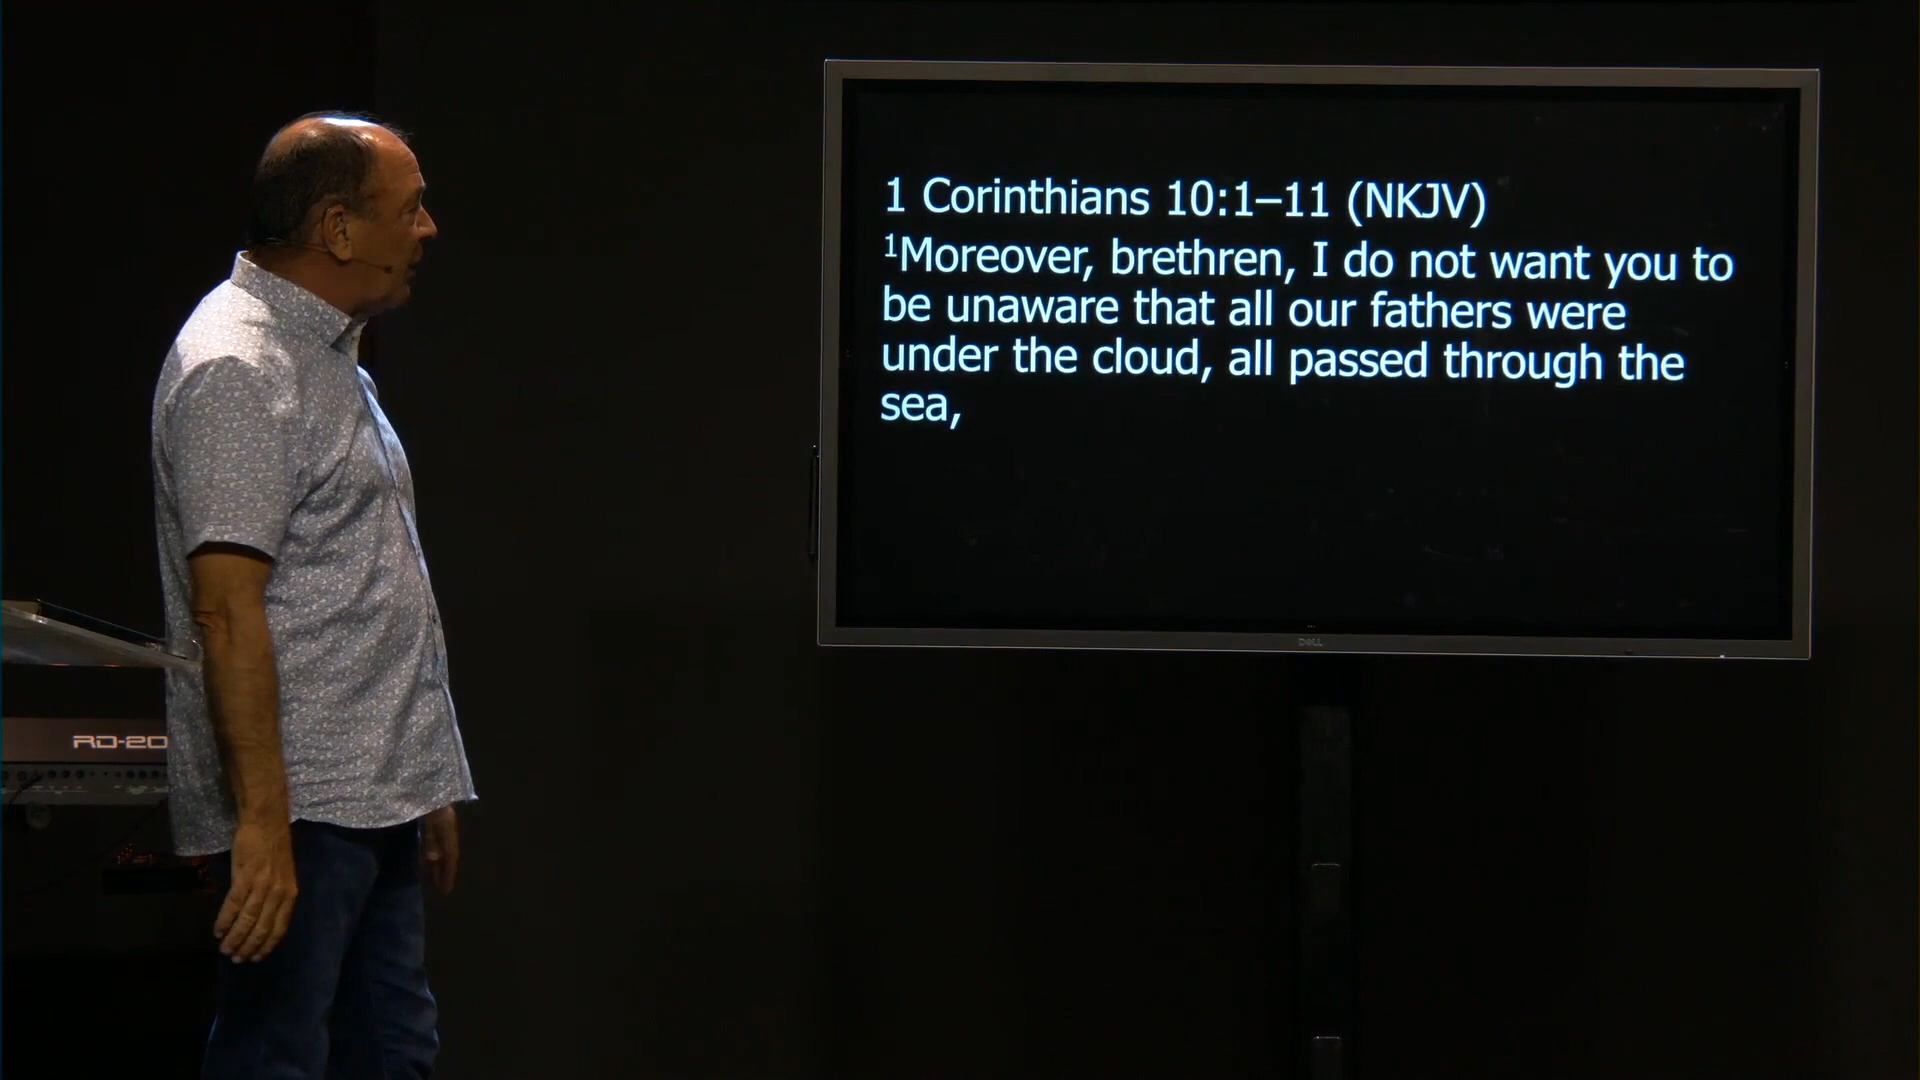 1 Corinthians 10:1–11 (NKJV)
¹Moreover, brethren, I do not want you to
be unaware that all our fathers were
under the cloud, all passed through the
sea,
DELL
RD-20